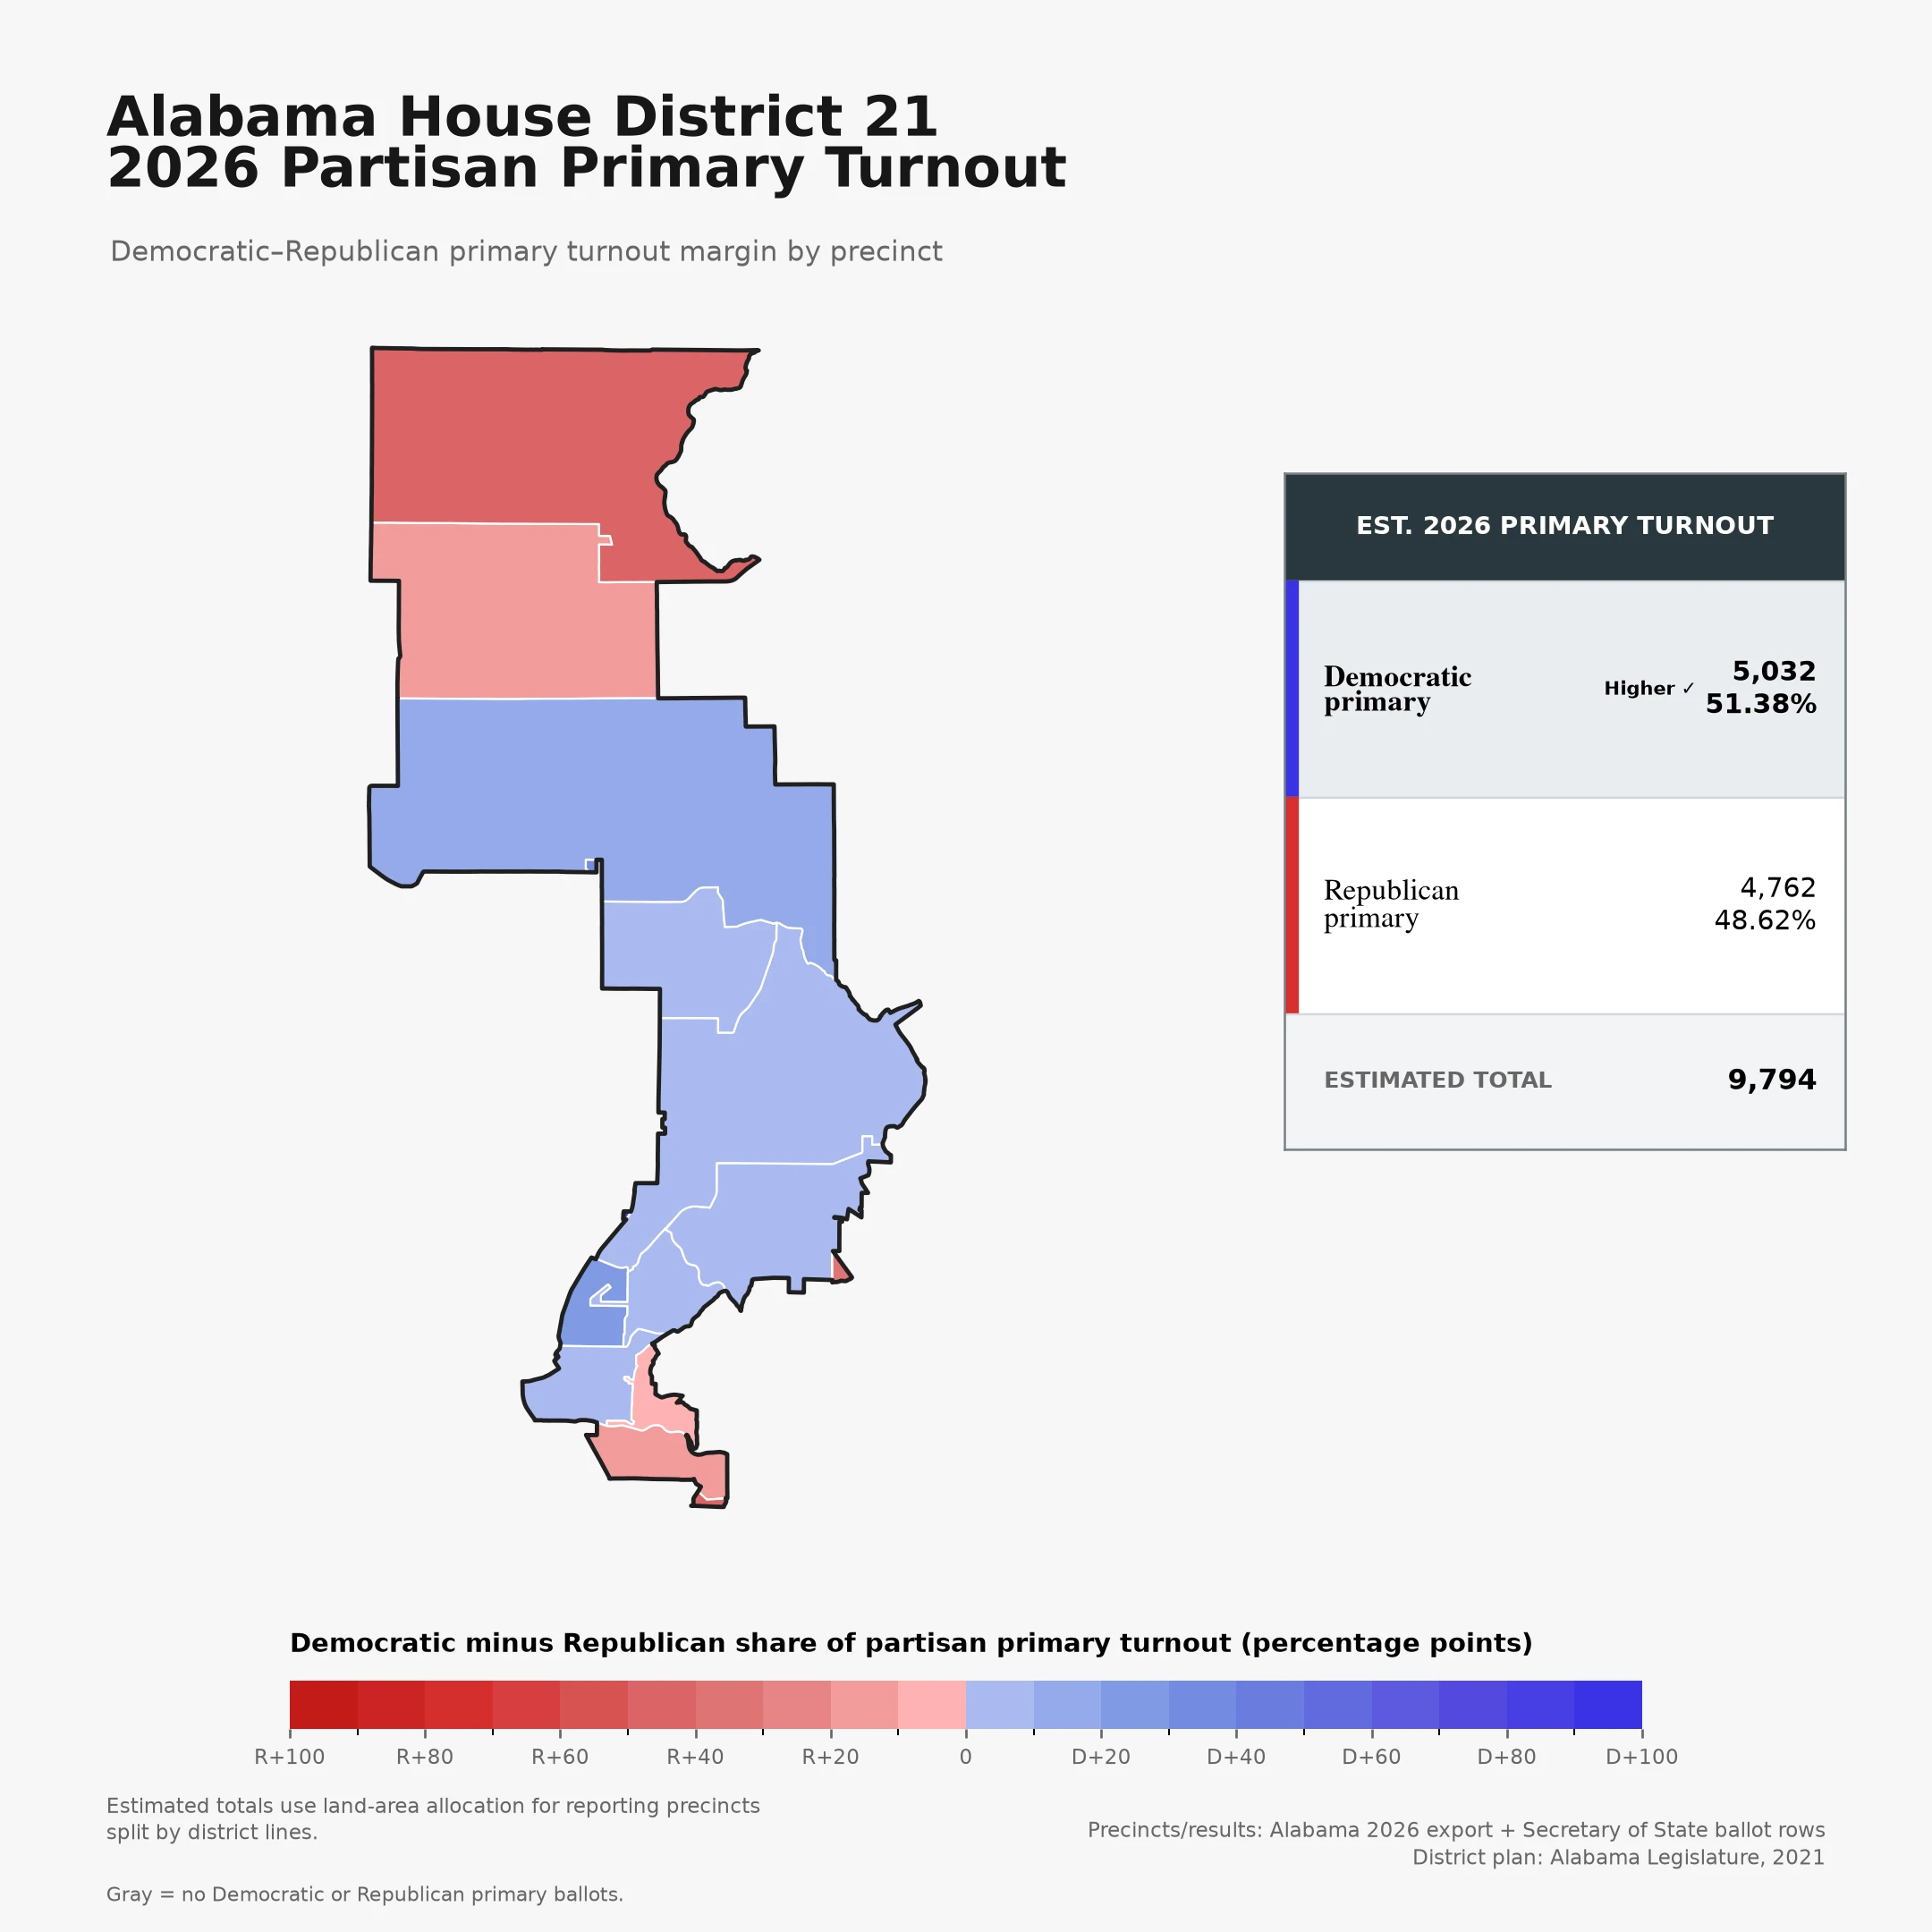 Alabama House District 21
2026 Partisan Primary Turnout
Democratic–Republican primary turnout margin by precinct
EST. 2026 PRIMARY TURNOUT
Democratic
primary
Higher ✓
5,032
51.38%
Republican
primary
4,762
48.62%
ESTIMATED TOTAL
9,794
Democratic minus Republican share of partisan primary turnout (percentage points)
R+100 R+80 R+60 R+40 R+20 0 D+20 D+40 D+60 D+80 D+100
Estimated totals use land-area allocation for reporting precincts
split by district lines.
Gray = no Democratic or Republican primary ballots.
Precincts/results: Alabama 2026 export + Secretary of State ballot rows
District plan: Alabama Legislature, 2021